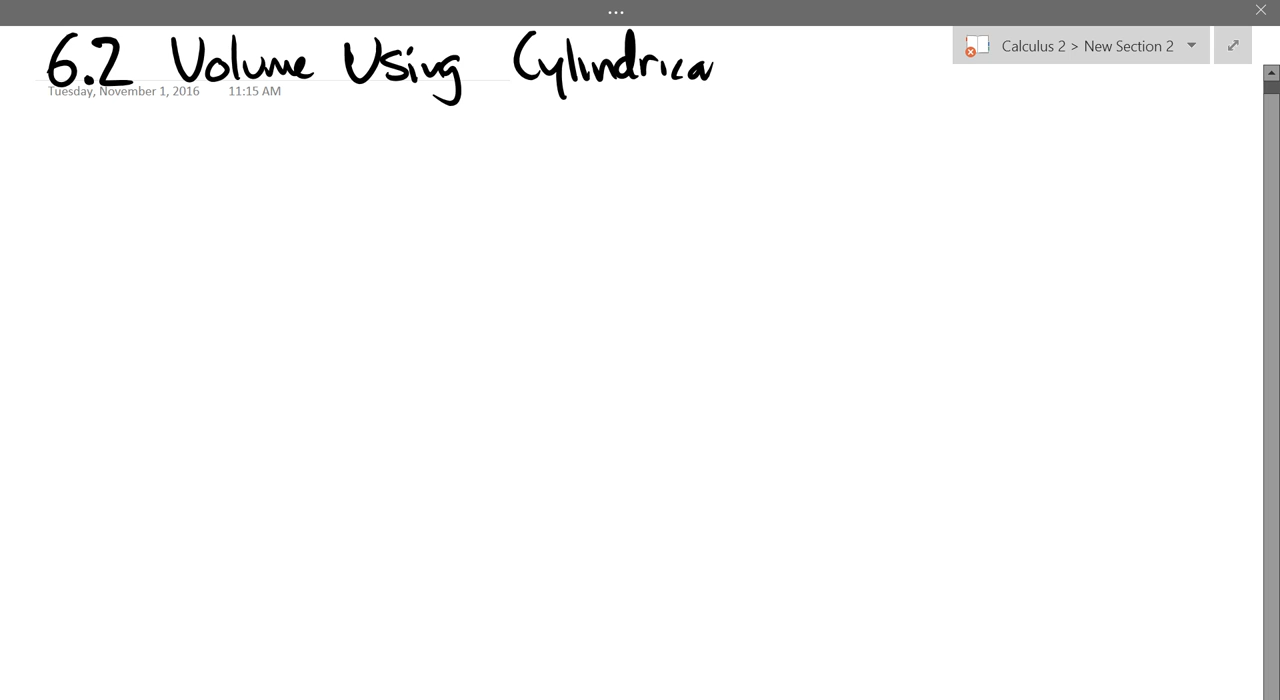 ...
Calculus 2 > New Section 2
6.2 Volume Using Cylindrica
Tuesday, November 1, 2016 11:15 AM